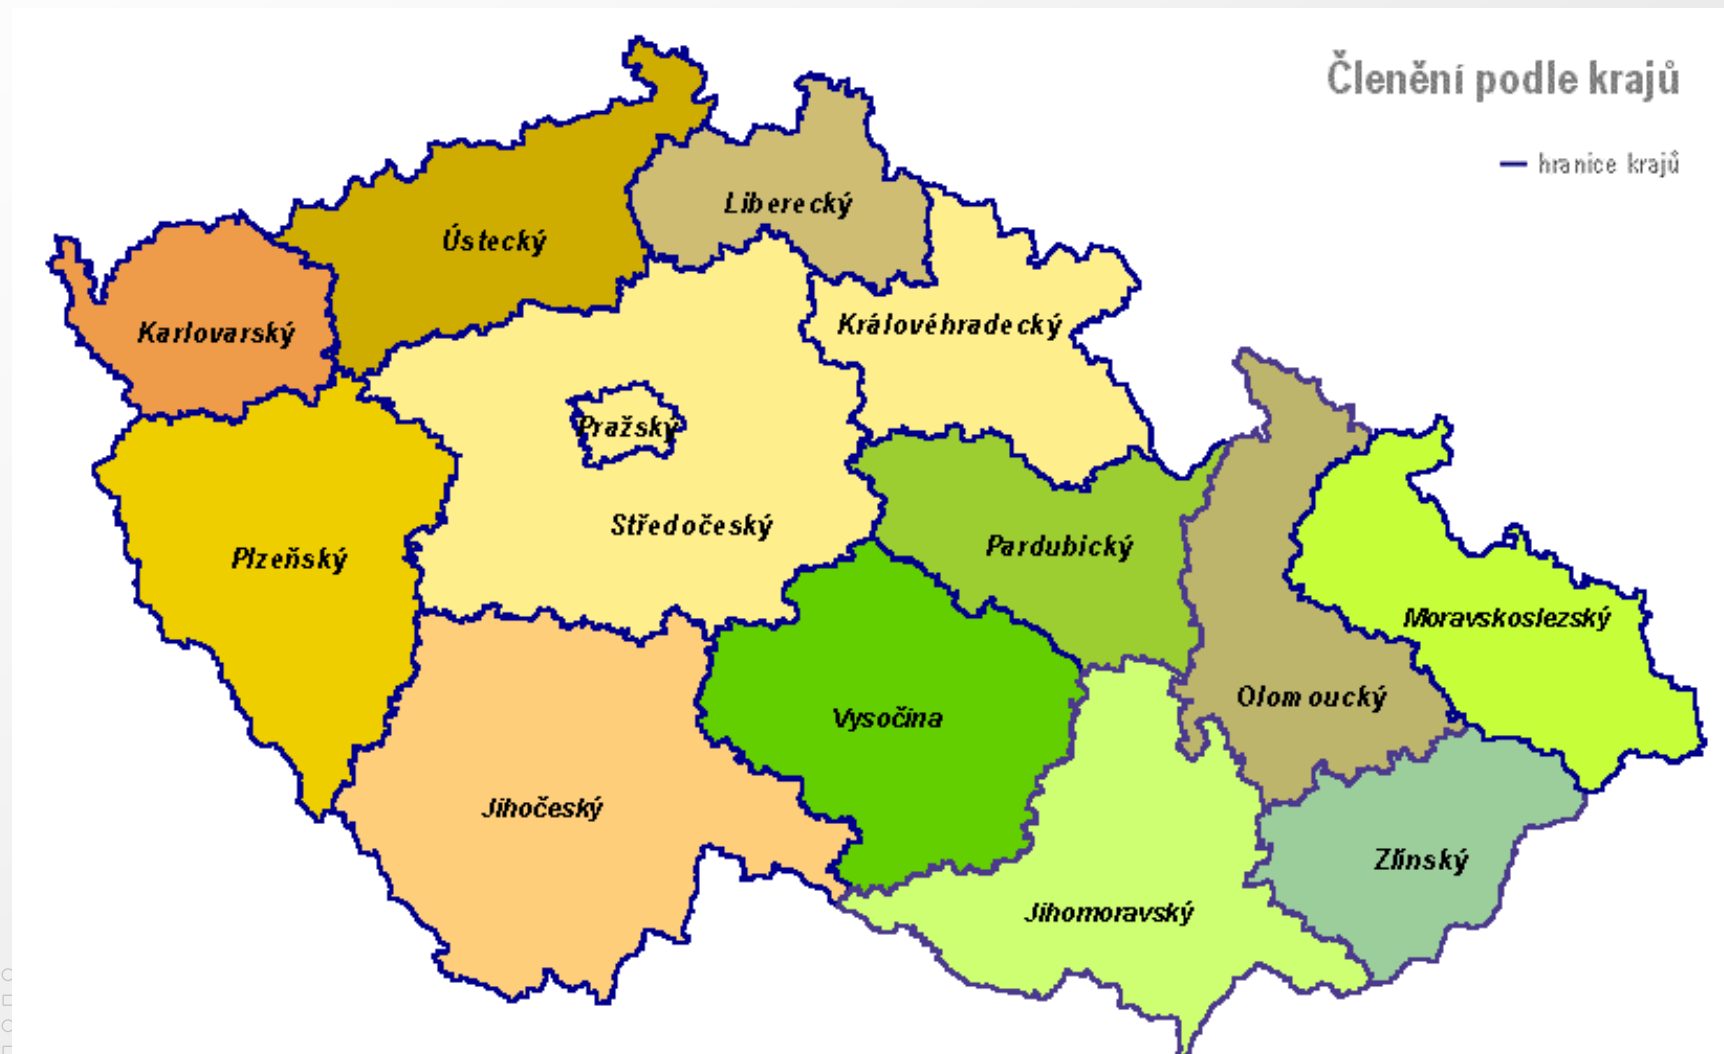 Členění podle krajů
hranice krajů
Liberecký
Ústecký
Karlovarský
Královéhradecký
Pražský
Středočeský
Plzeňský
Pardubický
Moravskoslezský
Olomoucký
Vysočina
Jihočeský
Zlínský
Jihomoravský